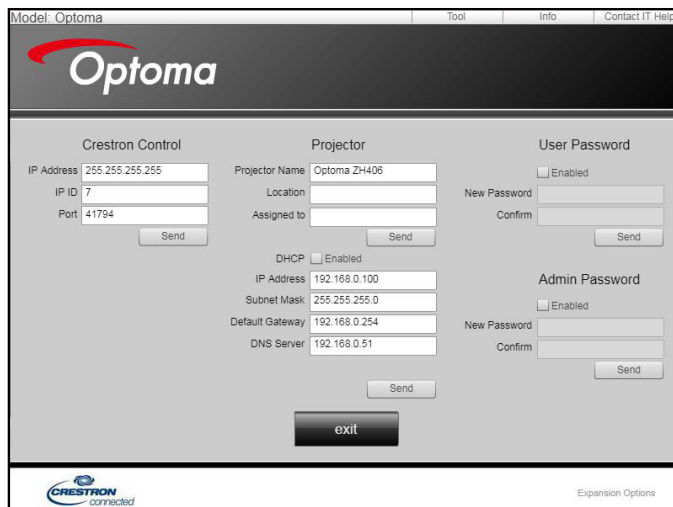 Model: Optoma
Tool
Info
Contact IT Help
Optoma
Crestron Control
IP Address 255.255.255.255
IP ID 7
Port 41794
Send
Projector
Projector Name Optoma ZH406
Location
Assigned to
Send
DHCP Enabled
IP Address 192.168.0.100
Subnet Mask 255.255.255.0
Default Gateway 192.168.0.254
DNS Server 192.168.0.51
Send
User Password
Enabled
New Password
Confirm
Send
Admin Password
Enabled
New Password
Confirm
Send
exit
CRESTRON
connected
Expansion Options